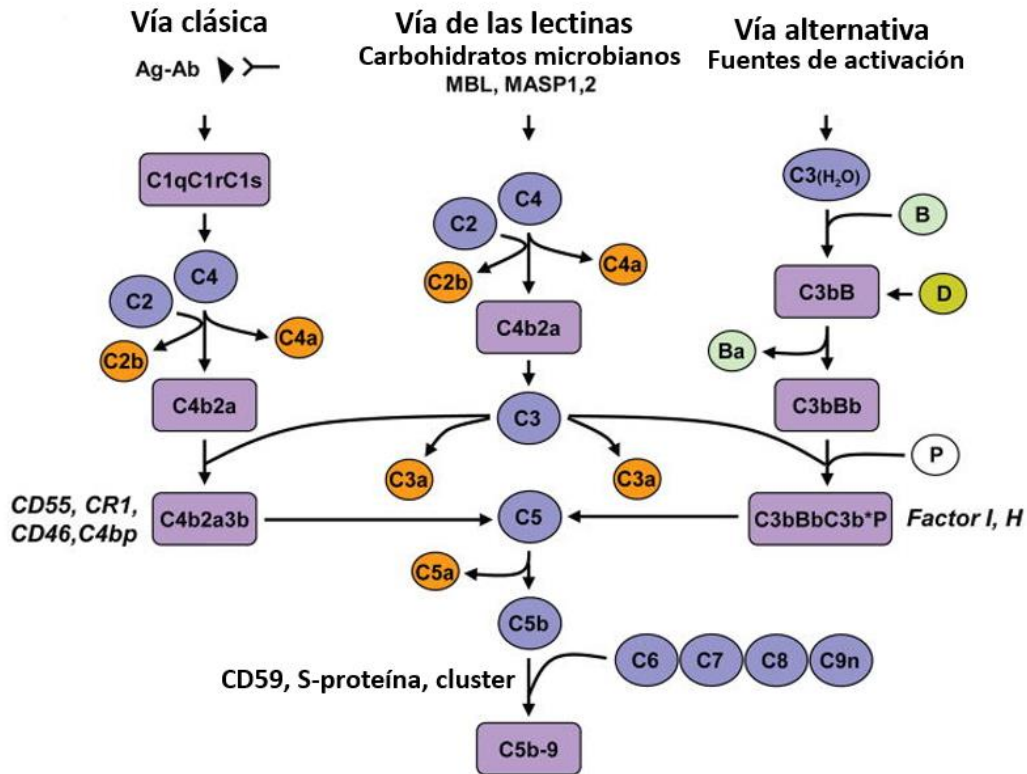 Vía clásica
Ag-Ab
C1qC1rC1s
C4
C2
C4a
C2b
C4b2a
CD55, CR1,
CD46,C4bp
C4b2a3b
Vía de las lectinas
Carbohidratos microbianos
MBL, MASP1,2
C4
C2
C4a
C2b
C4b2a
C3
C3a
C3a
C5
C5a
C5b
CD59, S-proteína, cluster
C6
C7
C8
C9n
C5b-9
Vía alternativa
Fuentes de activación
C3(H₂O)
B
C3bB
D
Ba
C3bBb
P
C3bBbC3b*P
Factor I, H